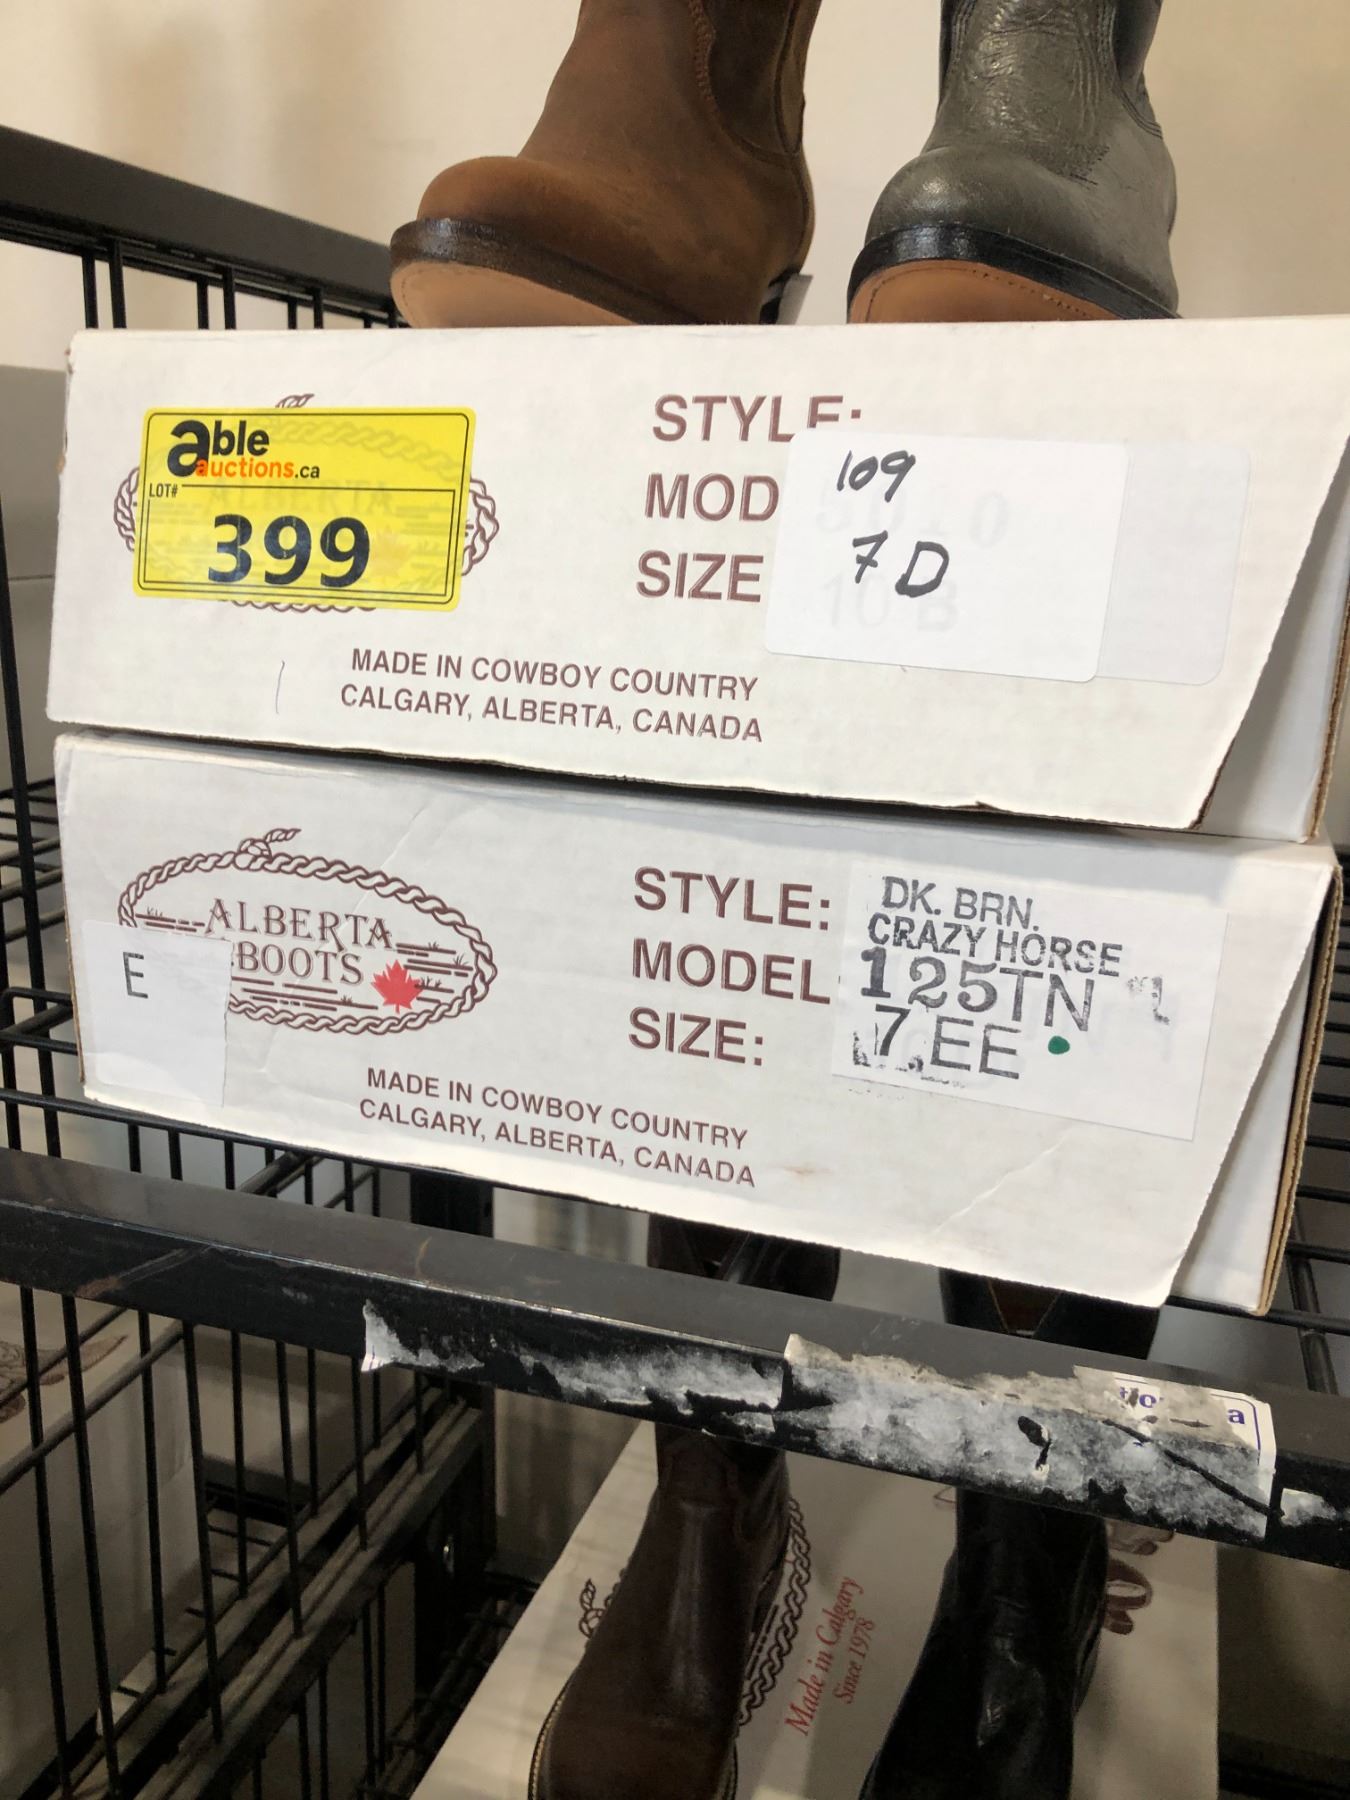 able
auctions.ca
LOT#
399
STYLE:
MOD
SIZE
109
7D
MADE IN COWBOY COUNTRY
CALGARY, ALBERTA, CANADA
ALBERTA
BOOTS
E
STYLE:
MODEL
SIZE:
DK. BRN.
CRAZY HORSE
125TN
7 EE
MADE IN COWBOY COUNTRY
CALGARY, ALBERTA, CANADA
Made in Calgary
Since 1978